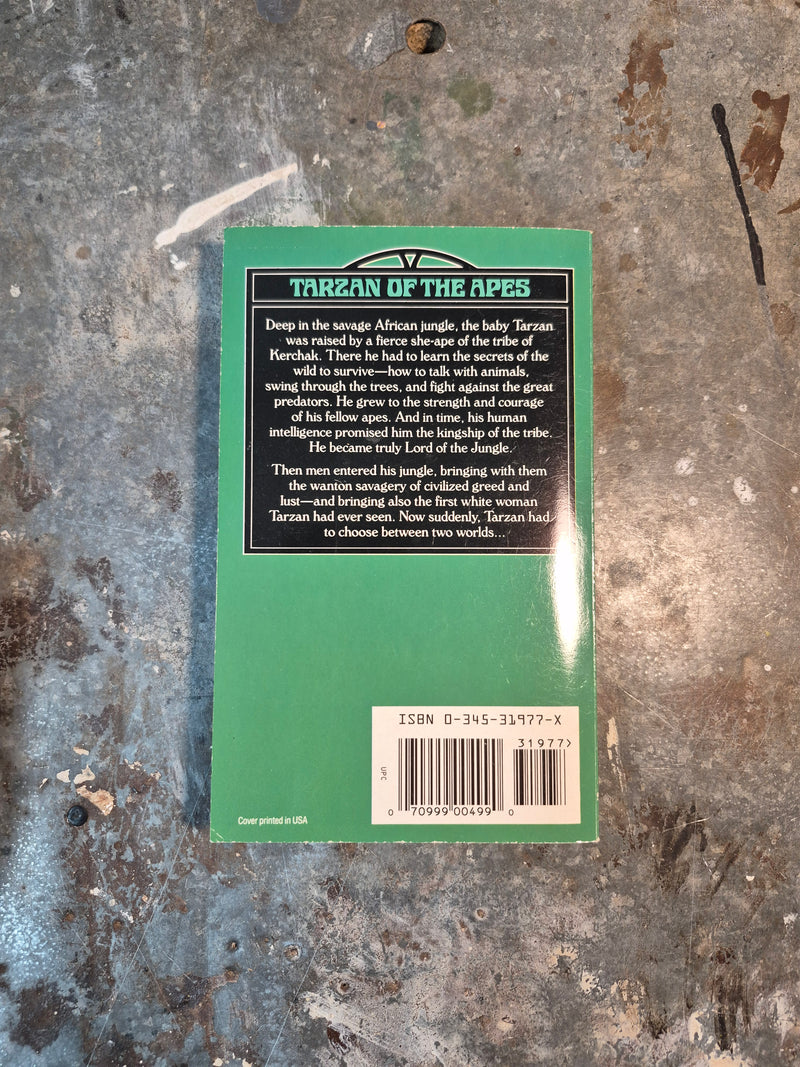 TARZAN OF THE APES
Deep in the savage African jungle, the baby Tarzan
was raised by a fierce she-ape of the tribe of
Kerchak. There he had to learn the secrets of the
wild to survive—how to talk with animals,
swing through the trees, and fight against the great
predators. He grew to the strength and courage
of his fellow apes. And in time, his human
intelligence promised him the kingship of the tribe.
He became truly Lord of the Jungle.
Then men entered his jungle, bringing with them
the wanton savagery of civilized greed and
lust—and bringing also the first white woman
Tarzan had ever seen. Now suddenly, Tarzan had
to choose between two worlds...
ISBN 0-345-31977-X
31977>
UPC
0 70999 00499 0
Cover printed in USA